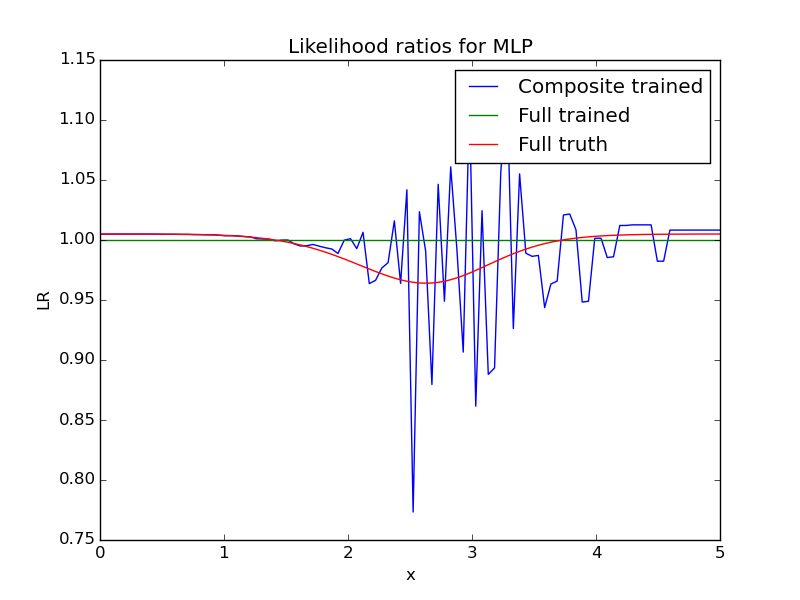 Likelihood ratios for MLP
1.15
1.10
1.05
1.00
0.95
0.90
0.85
0.80
0.75
LR
Composite trained
Full trained
Full truth
0 1 2 3 4 5
x